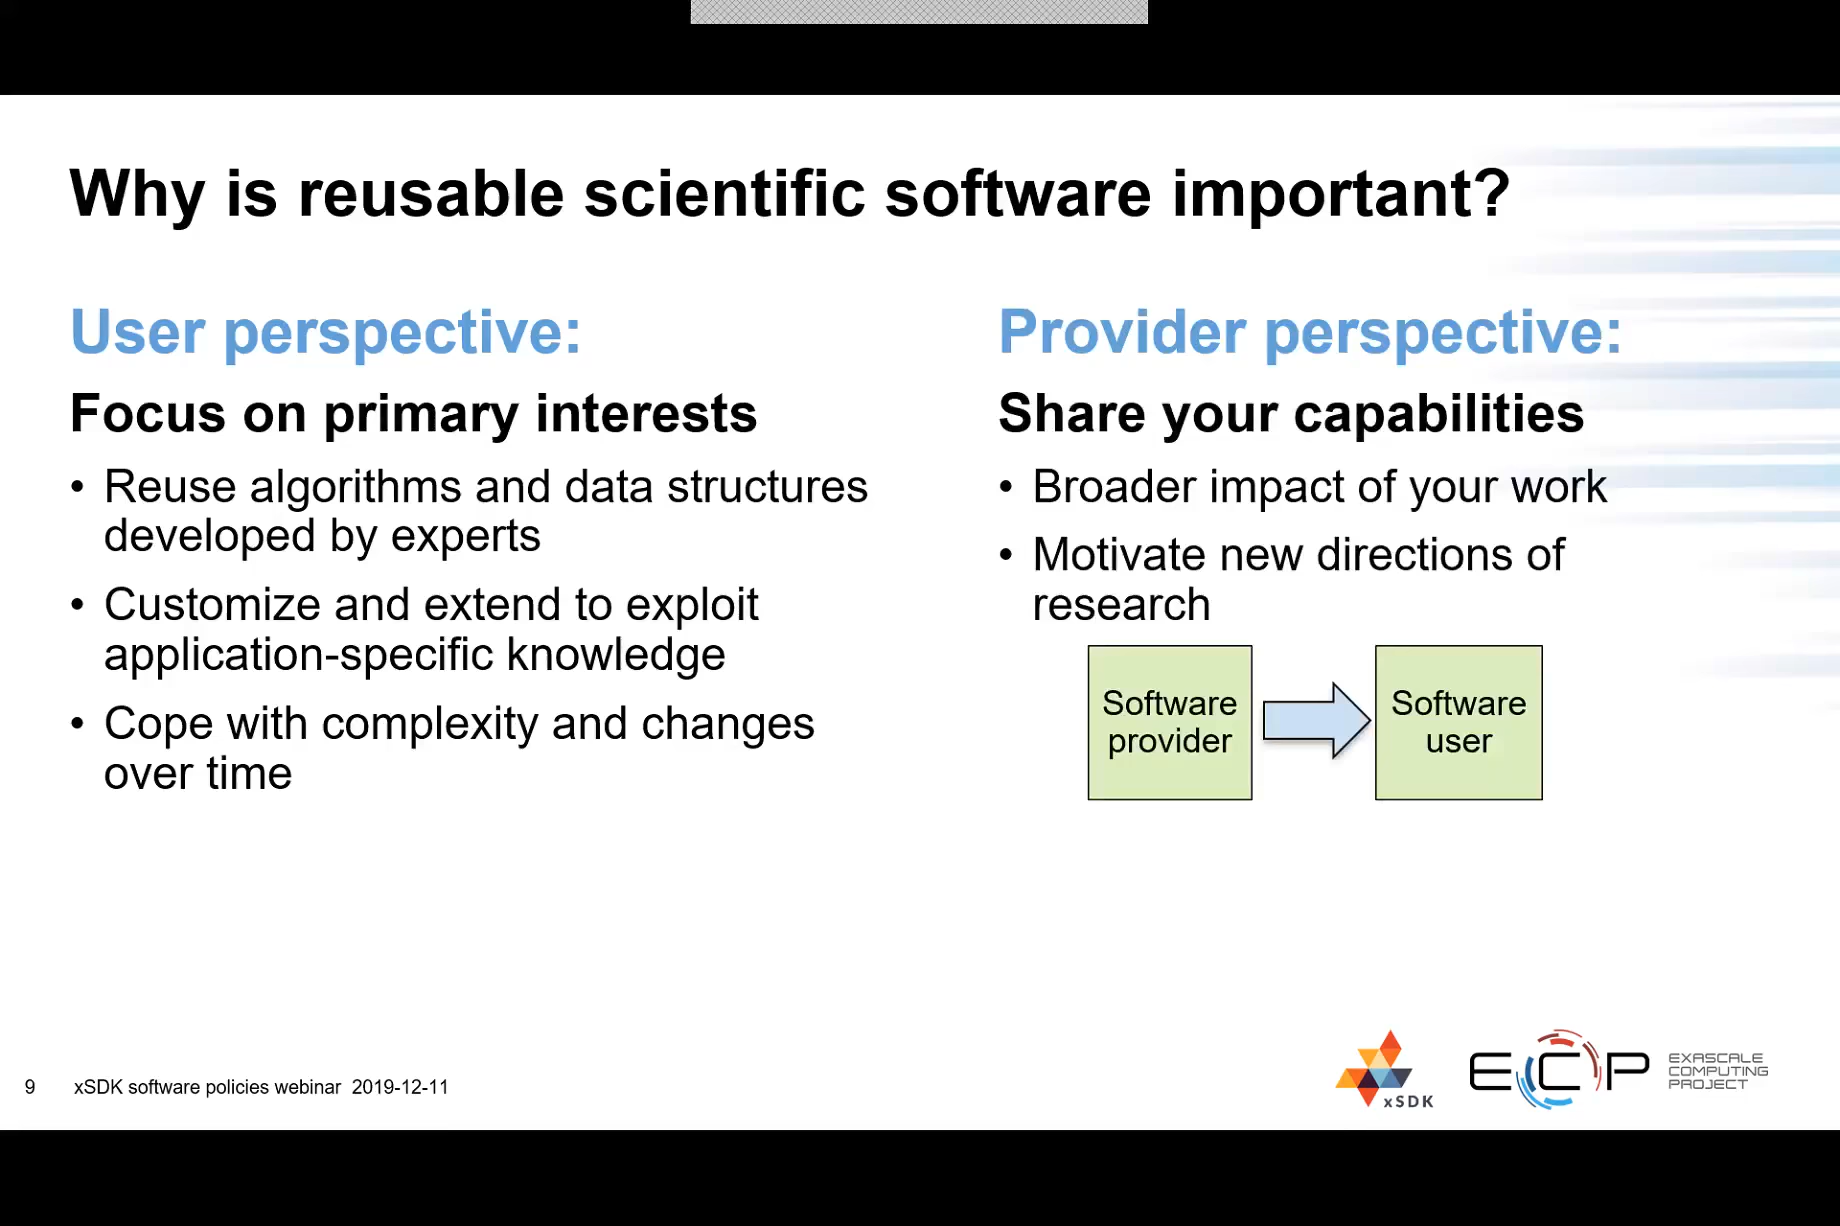 Why is reusable scientific software important?
User perspective:
Focus on primary interests
• Reuse algorithms and data structures
developed by experts
• Customize and extend to exploit
application-specific knowledge
• Cope with complexity and changes
over time
Provider perspective:
Share your capabilities
• Broader impact of your work
• Motivate new directions of
research
Software
provider
Software
user
9 xSDK software policies webinar 2019-12-11
xSDK
ECP
EXASCALE
COMPUTING
PROJECT